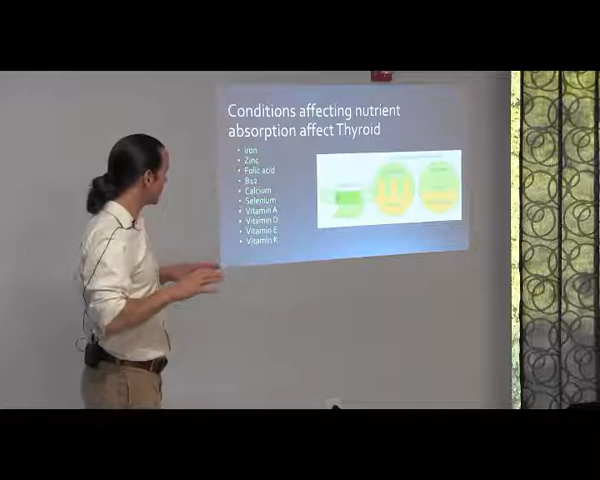 Conditions affecting nutrient
absorption affect Thyroid
Iron
Zinc
Folic acid
B12
Calcium
Selenium
Vitamin A
Vitamin D
Vitamin E
Vitamin K